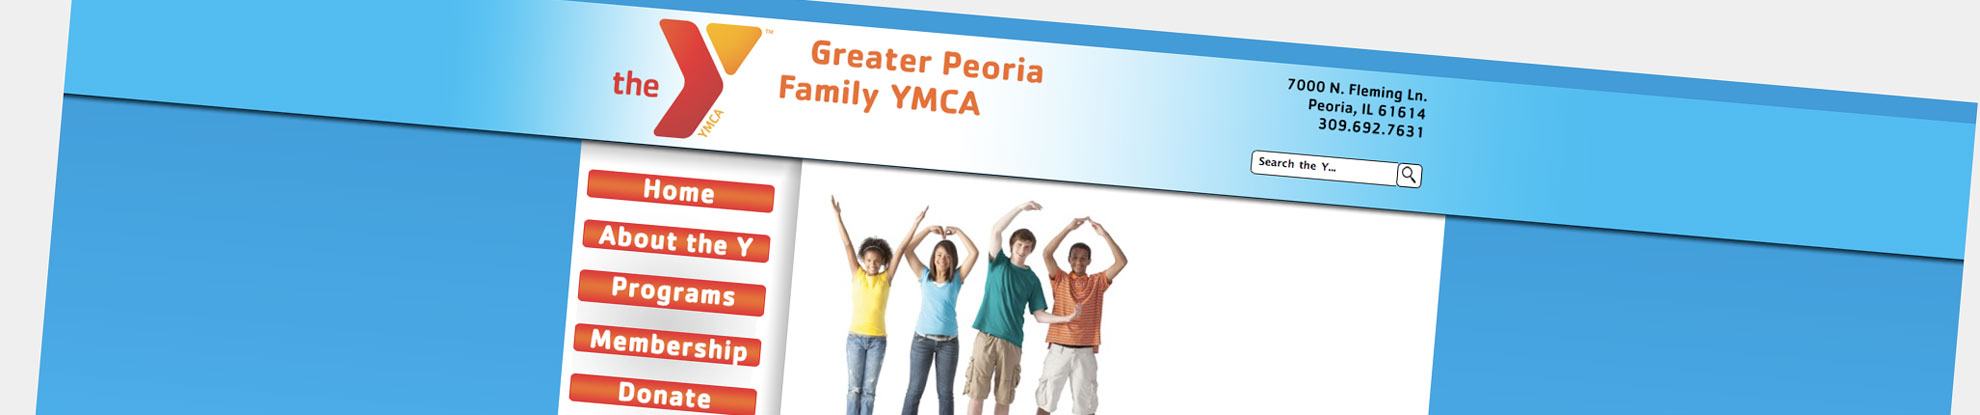 the
YMCA
™
Greater Peoria
Family YMCA
7000 N. Fleming Ln.
Peoria, IL 61614
309.692.7631
Search the Y...
Home
About the Y
Programs
Membership
Donate